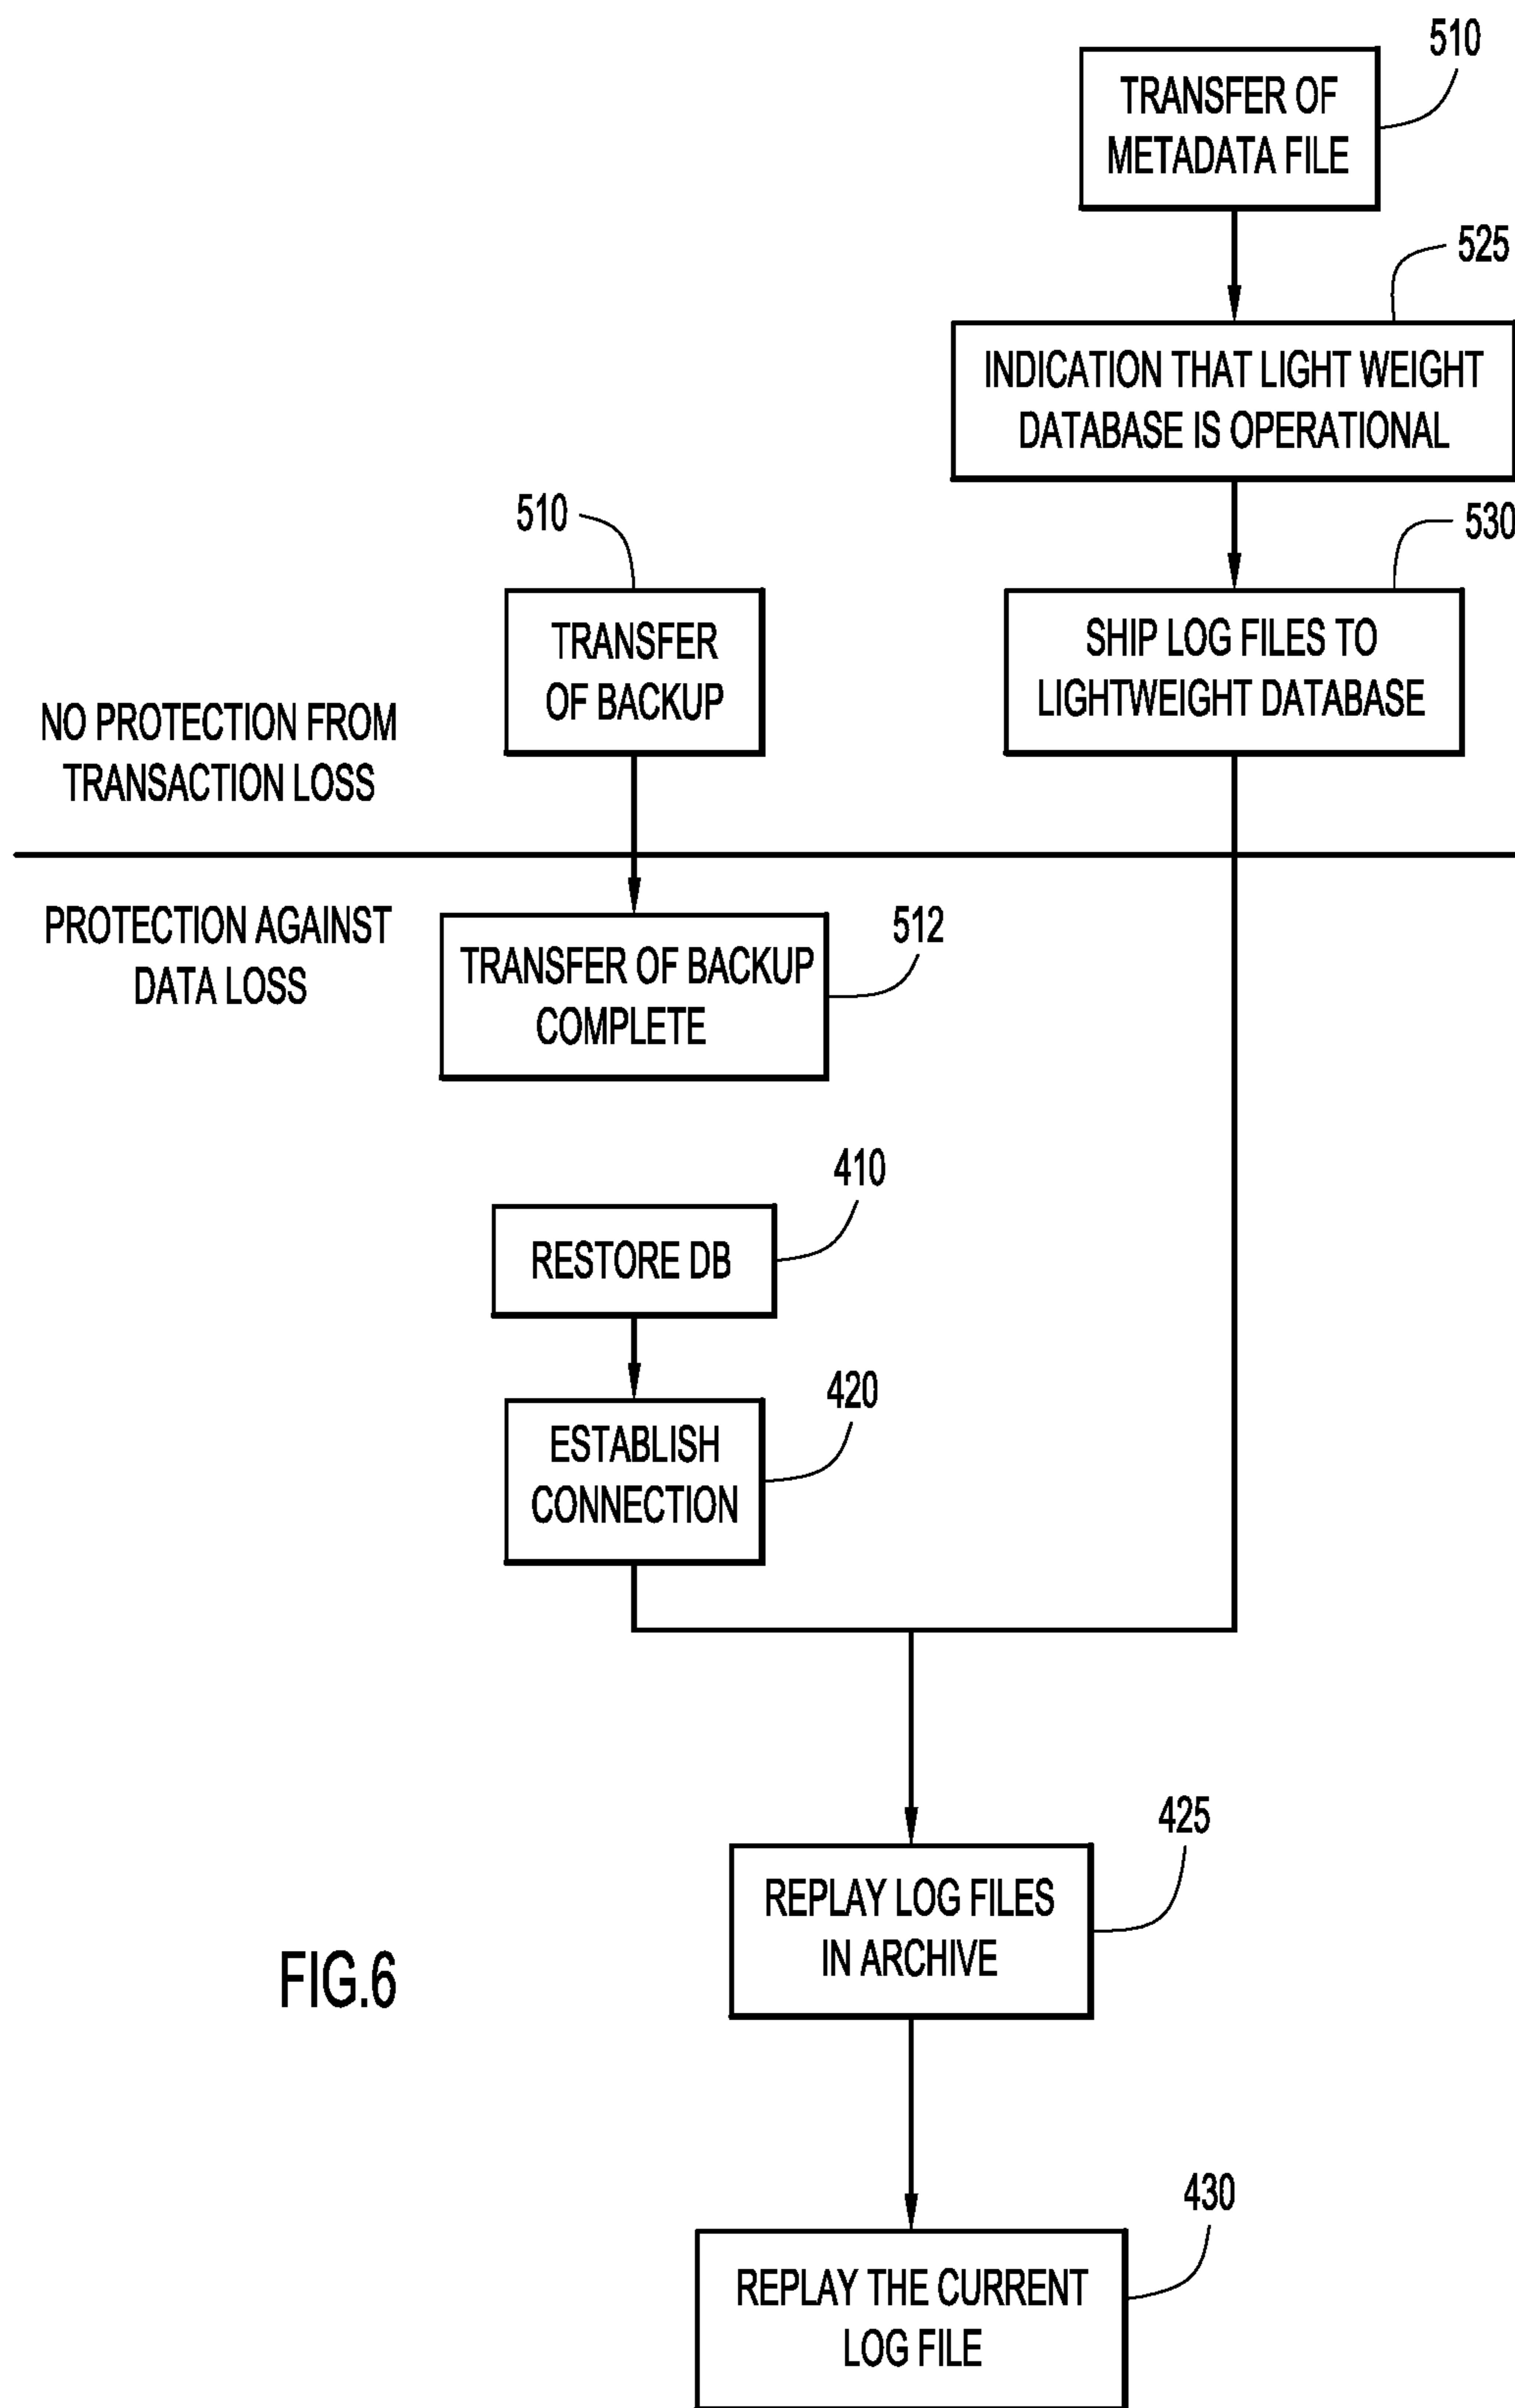 510
TRANSFER OF
METADATA FILE
525
INDICATION THAT LIGHT WEIGHT
DATABASE IS OPERATIONAL
510
530
TRANSFER
OF BACKUP
SHIP LOG FILES TO
LIGHTWEIGHT DATABASE
NO PROTECTION FROM
TRANSACTION LOSS
PROTECTION AGAINST
DATA LOSS
512
TRANSFER OF BACKUP
COMPLETE
410
RESTORE DB
420
ESTABLISH
CONNECTION
425
REPLAY LOG FILES
IN ARCHIVE
FIG.6
430
REPLAY THE CURRENT
LOG FILE